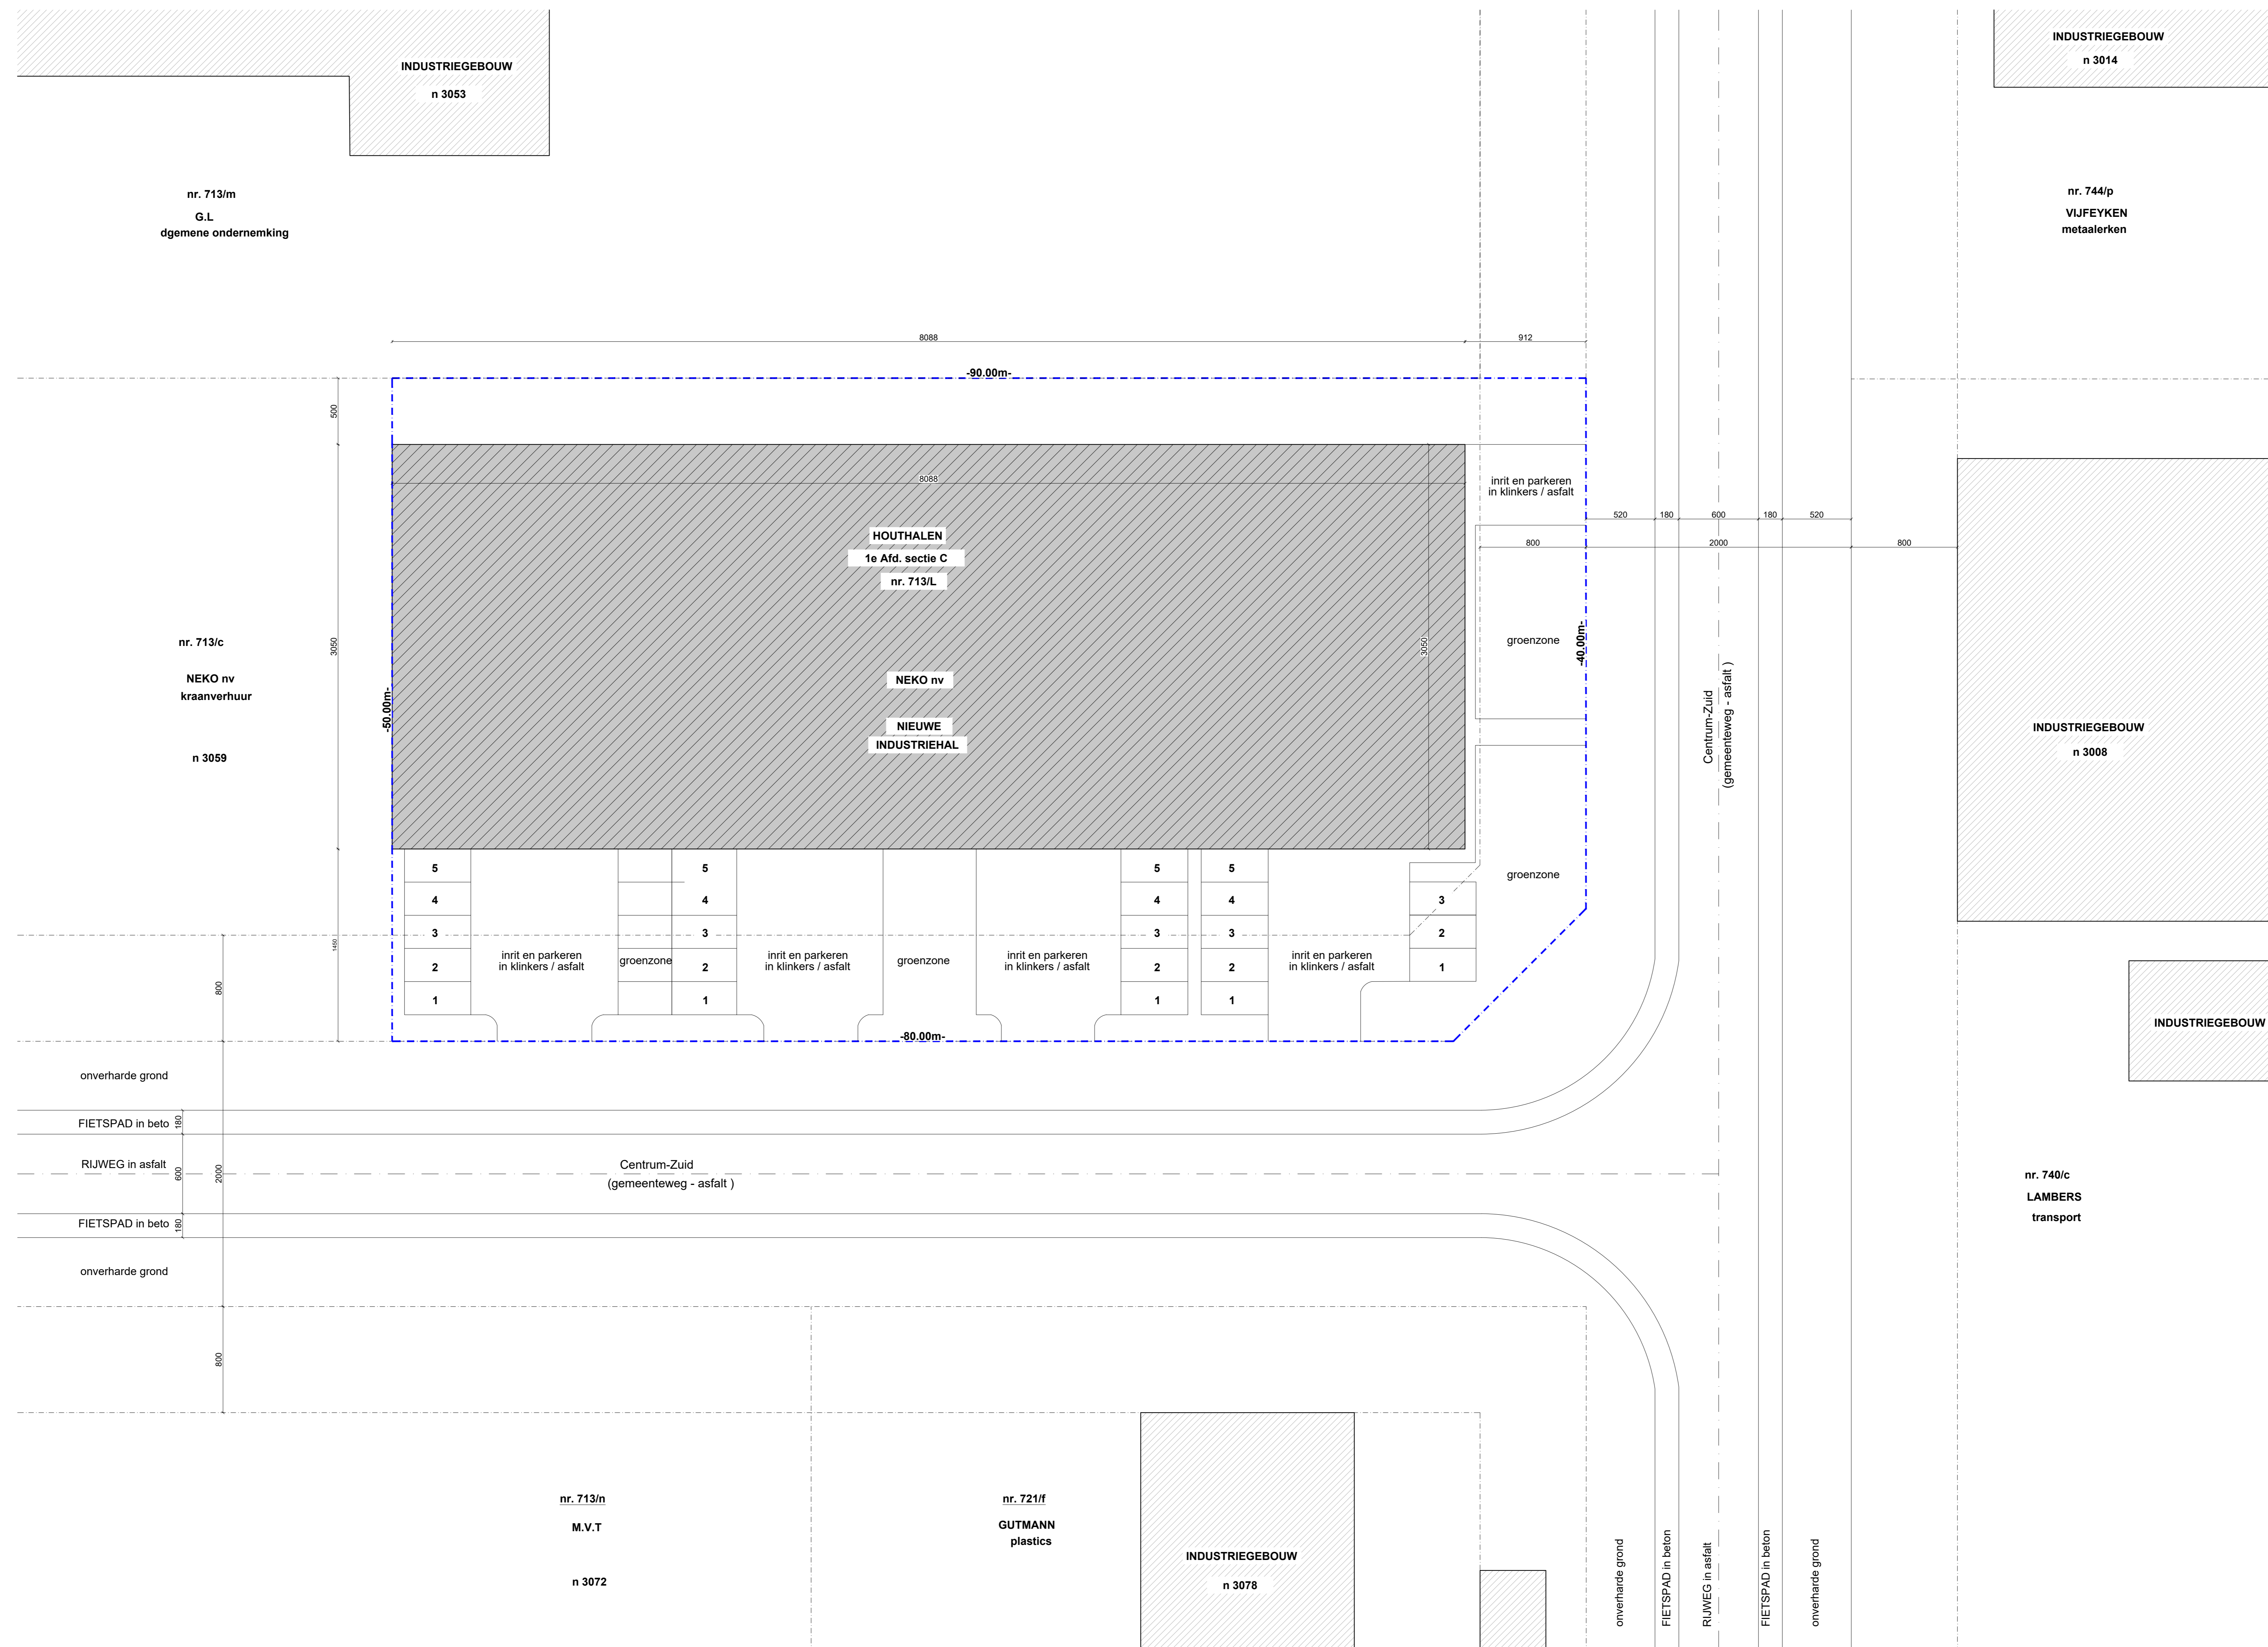 INDUSTRIEGEBOUW
n 3053
INDUSTRIEGEBOUW
n 3014
nr. 713/m
G.L
dgemene ondernemking
nr. 744/p
VIJFEYKEN
metaalerken
8088
912
-90.00m-
500
8088
inrit en parkeren
in klinkers / asfalt
520
180
600
180
520
800
2000
800
HOUTHALEN
1e Afd. sectie C
nr. 713/L
NEKO nv
NIEUWE
INDUSTRIEHAL
3050
3050
groenzone
-40.00m-
nr. 713/c
NEKO nv
kraanverhuur
n 3059
-50.00m-
Centrum-Zuid
(gemeenteweg - asfalt )
INDUSTRIEGEBOUW
n 3008
5
4
3
2
1
inrit en parkeren
in klinkers / asfalt
groenzone
5
4
3
2
1
inrit en parkeren
in klinkers / asfalt
groenzone
inrit en parkeren
in klinkers / asfalt
5
4
3
2
1
5
4
3
2
1
inrit en parkeren
in klinkers / asfalt
3
2
1
groenzone
1450
800
-80.00m-
INDUSTRIEGEBOUW
onverharde grond
FIETSPAD in beto
180
RIJWEG in asfalt
600
2000
Centrum-Zuid
(gemeenteweg - asfalt )
FIETSPAD in beto
180
onverharde grond
800
nr. 740/c
LAMBERS
transport
nr. 713/n
M.V.T
n 3072
nr. 721/f
GUTMANN
plastics
INDUSTRIEGEBOUW
n 3078
onverharde grond
FIETSPAD in beton
RIJWEG in asfalt
FIETSPAD in beton
onverharde grond